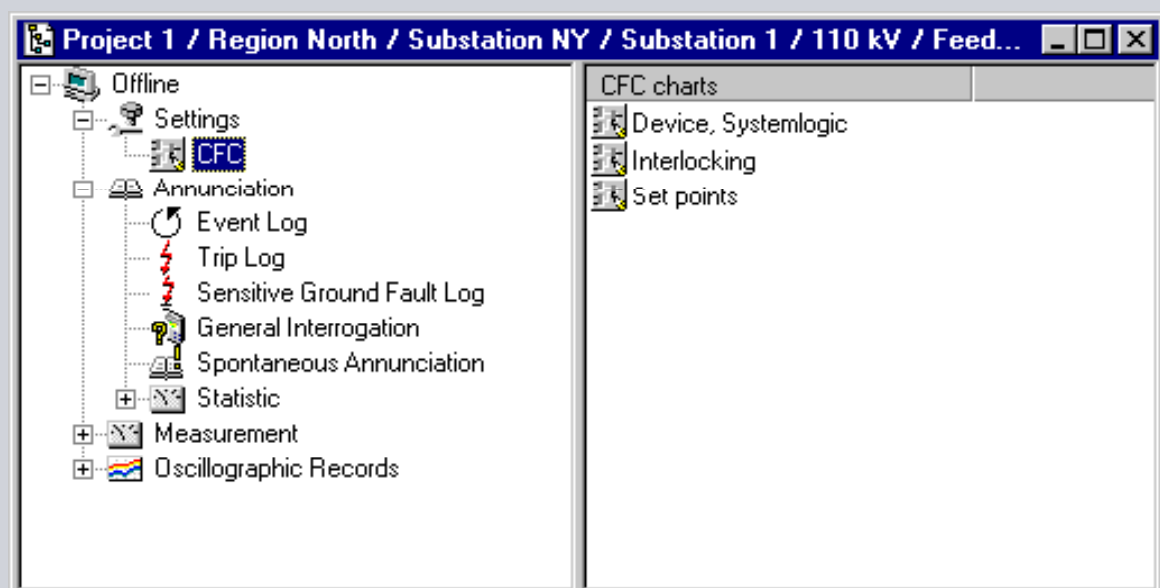 Project 1 / Region North / Substation NY / Substation 1 / 110 kV / Feed...
Offline
Settings
CFC
Annunciation
Event Log
Trip Log
Sensitive Ground Fault Log
General Interrogation
Spontaneous Annunciation
Statistic
Measurement
Oscillographic Records
CFC charts
Device, Systemlogic
Interlocking
Set points